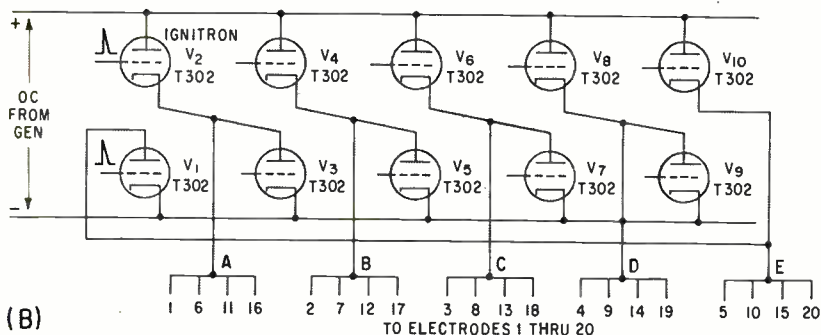 +
IGNITRON
V2
T302
V4
T302
V6
T302
V8
T302
V10
T302
OC
FROM
GEN
V1
T302
V3
T302
V5
T302
V7
T302
V9
T302
−
A
B
C
D
E
1 6 11 16
2 7 12 17
3 8 13 18
4 9 14 19
5 10 15 20
(B)
TO ELECTRODES 1 THRU 20